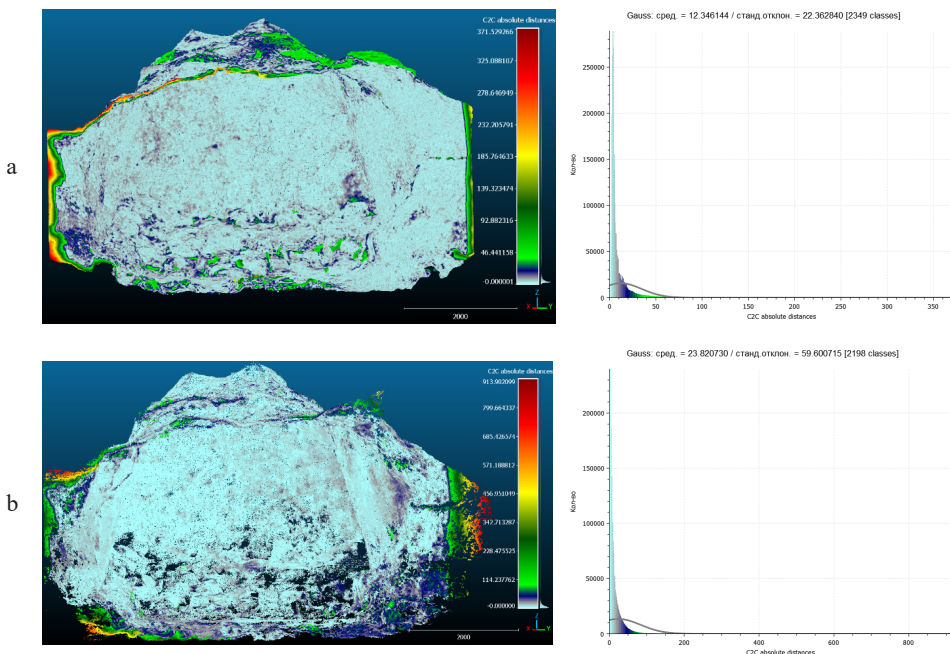 a
C2C absolute distances
371.529266
325.088107
278.646949
232.205791
185.764633
139.323474
92.882316
46.441158
-0.000001
Z
X Y
2000
Gauss: сред. = 12.346144 / станд.отклон. = 22.362840 [2349 classes]
Кол-во
250000
200000
150000
100000
50000
0
0 50 100 150 200 250 300 350
C2C absolute distances
b
C2C absolute distances
913.902099
799.664337
685.426574
571.188812
456.951049
342.713287
228.475525
114.237762
-0.000000
Z
X Y
2000
Gauss: сред. = 23.820730 / станд.отклон. = 59.600715 [2198 classes]
Кол-во
200000
150000
100000
50000
0
0 200 400 600 800
C2C absolute distances